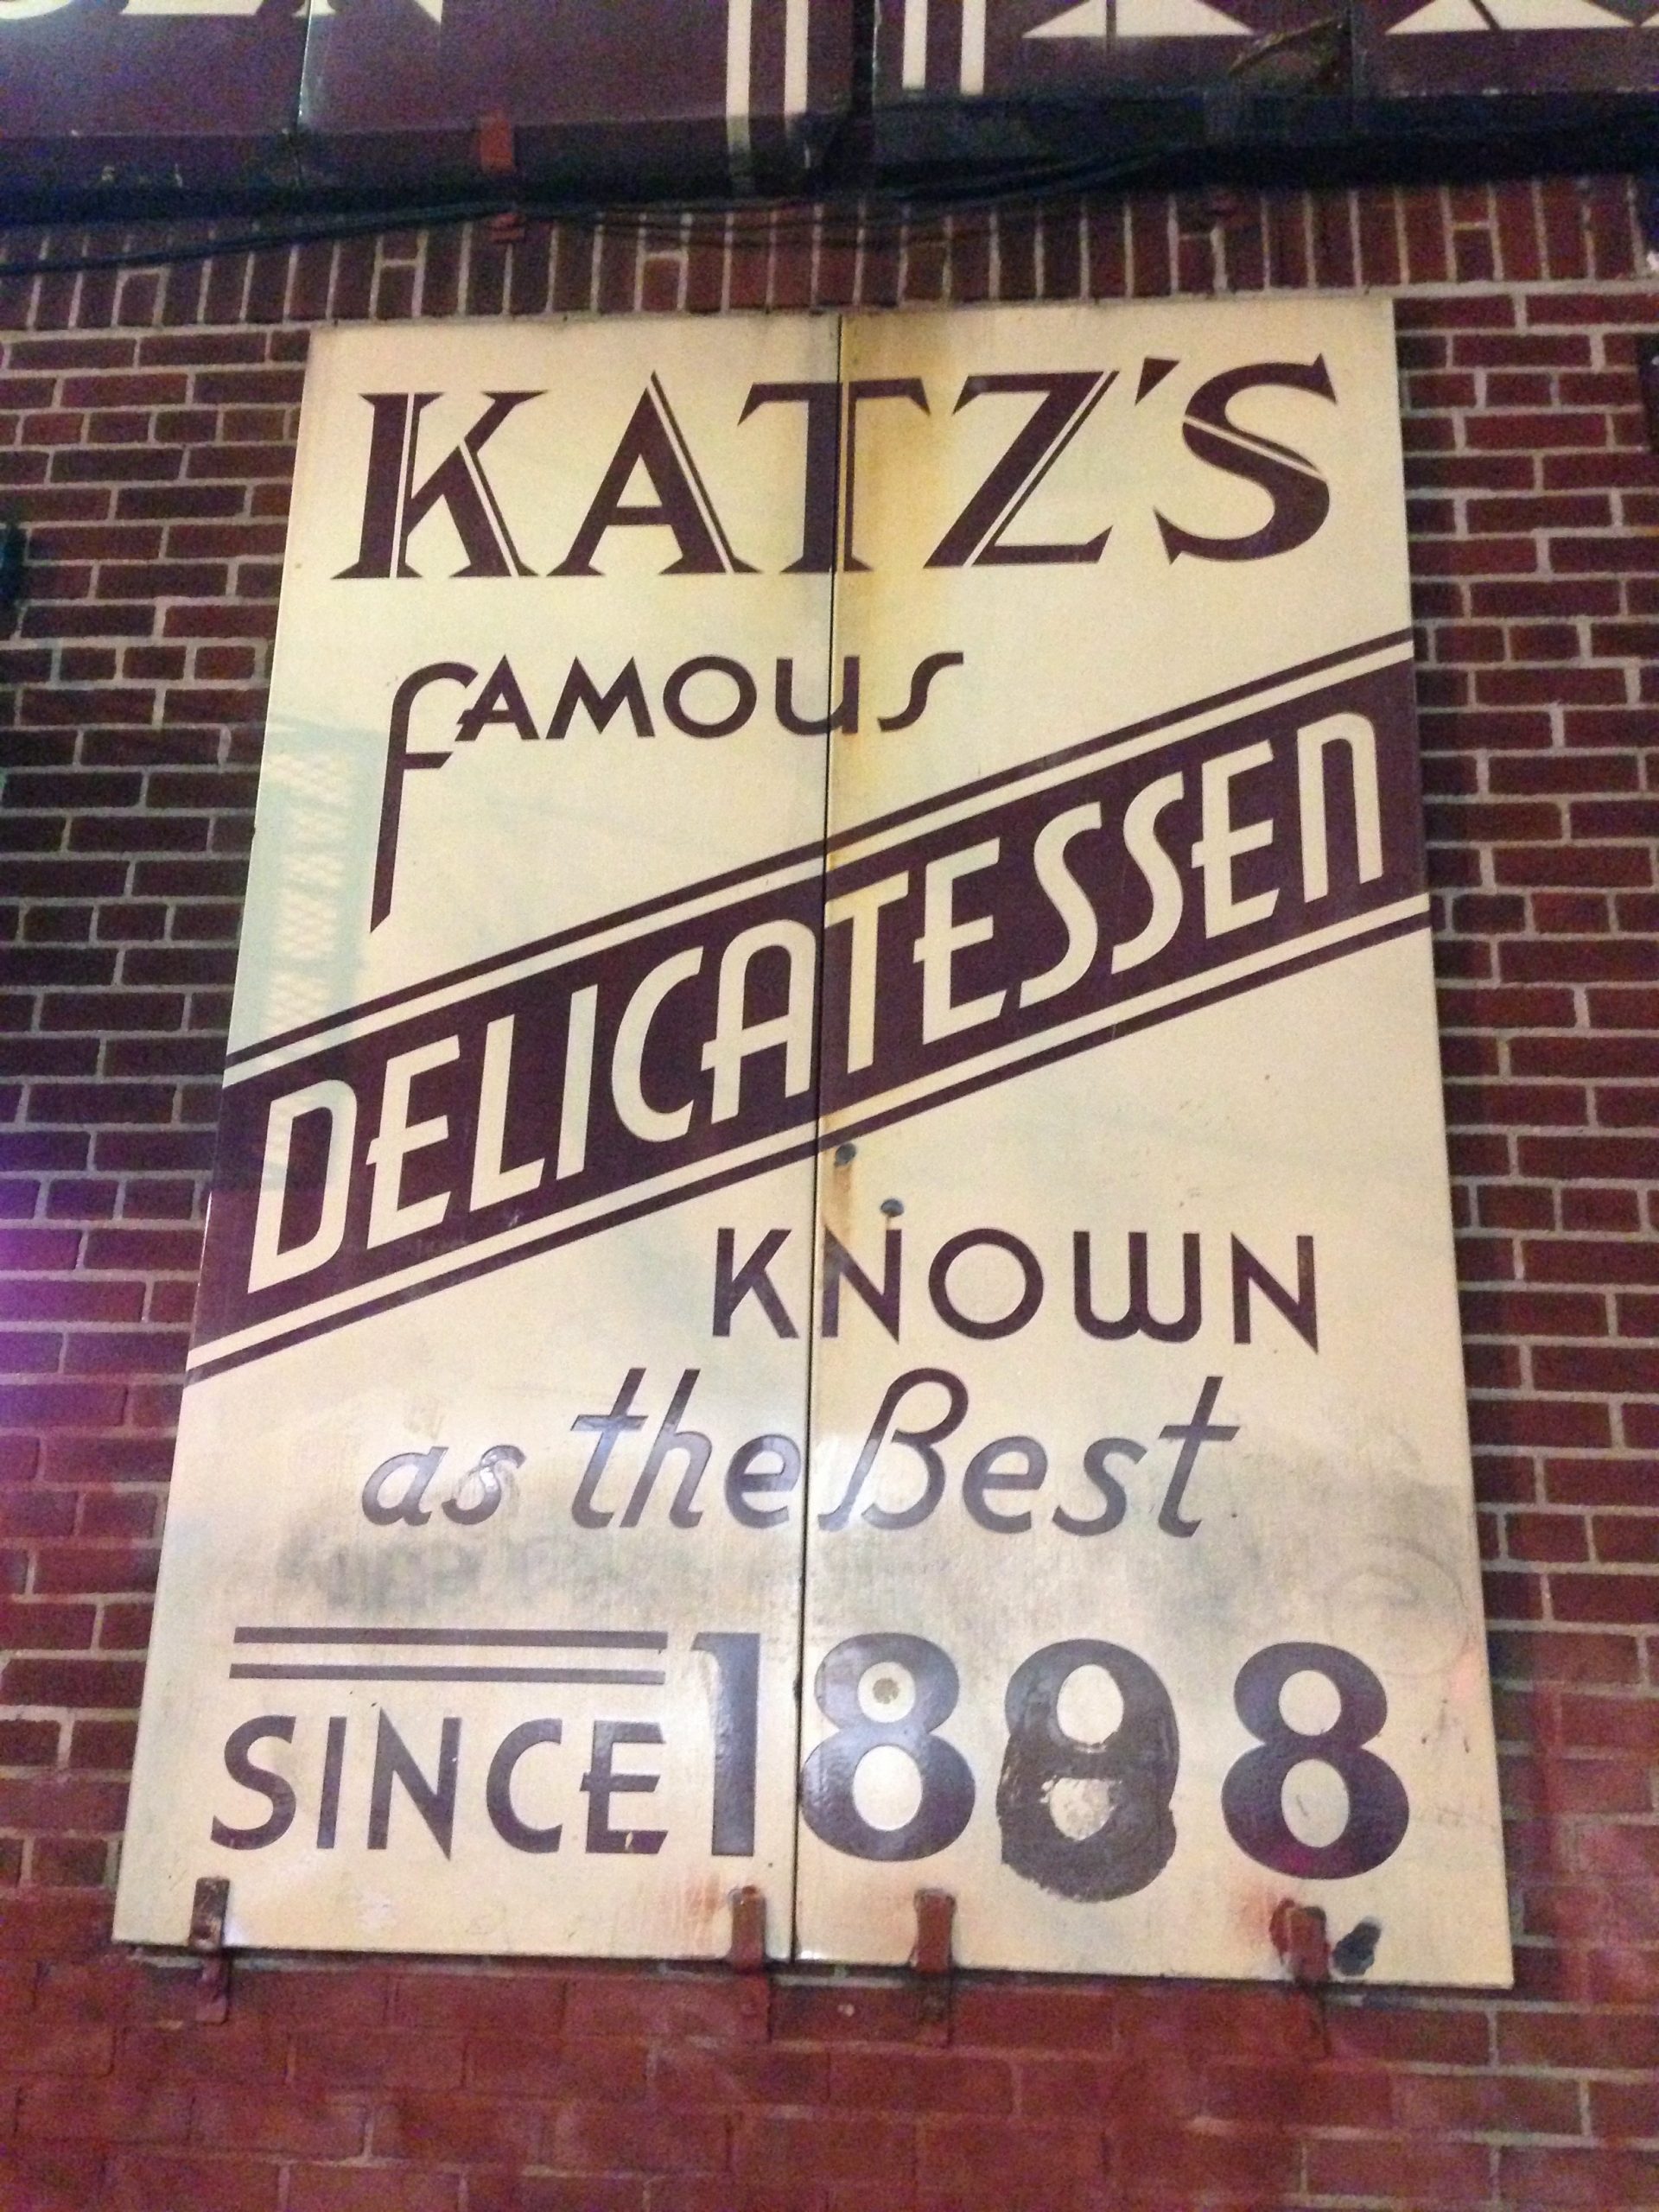 KATZ'S
FAMOUS
DELICATESSEN
KNOWN
as the Best
SINCE 1888